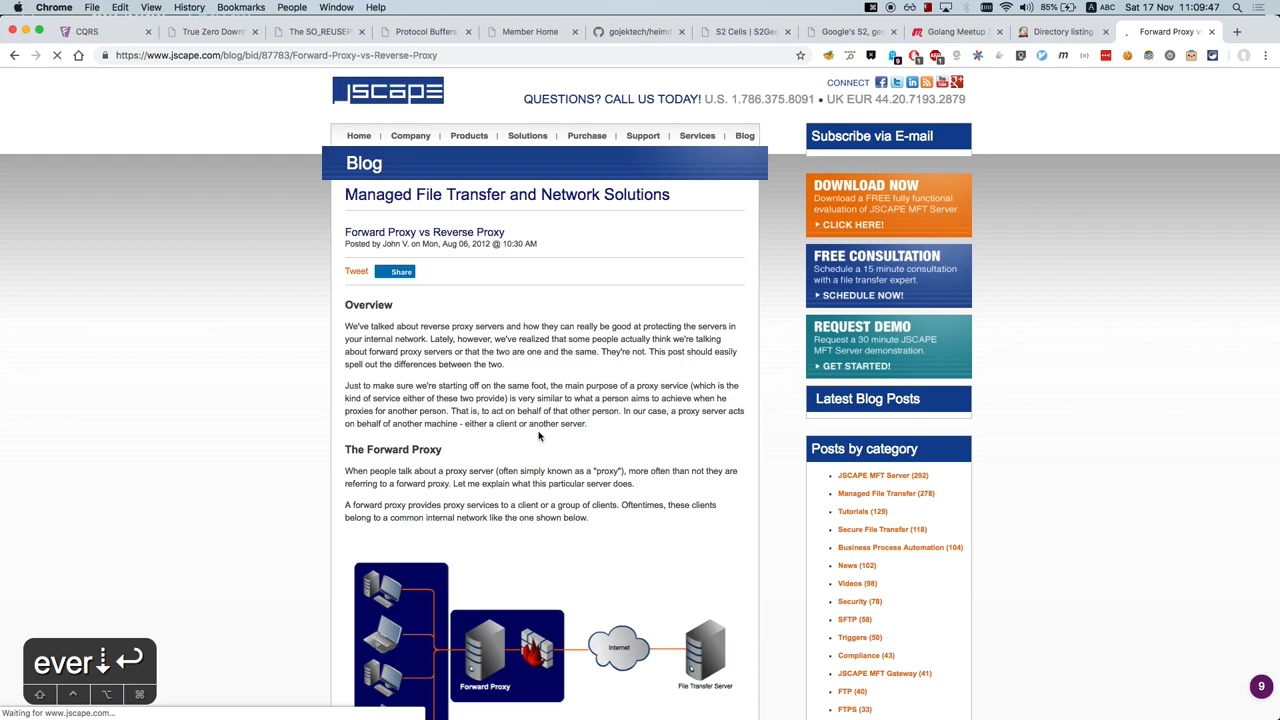 Chrome File Edit View History Bookmarks People Window Help
85% ABC Sat 17 Nov 11:09:47
CQRS
True Zero Down
The SO_REUSEP
Protocol Buffers
Member Home
gojektech/heimd
S2 Cells | S2Geo
Google's S2, geo
Golang Meetup
Directory listing
Forward Proxy v
https://www.jscape.com/blog/bid/87783/Forward-Proxy-vs-Reverse-Proxy
JSCAPE
CONNECT
QUESTIONS? CALL US TODAY! U.S. 1.786.375.8091 • UK EUR 44.20.7193.2879
Home | Company | Products | Solutions | Purchase | Support | Services | Blog
Blog
Managed File Transfer and Network Solutions
Forward Proxy vs Reverse Proxy
Posted by John V. on Mon, Aug 06, 2012 @ 10:30 AM
Tweet Share
Overview
We've talked about reverse proxy servers and how they can really be good at protecting the servers in
your internal network. Lately, however, we've realized that some people actually think we're talking
about forward proxy servers or that the two are one and the same. They're not. This post should easily
spell out the differences between the two.
Just to make sure we're starting off on the same foot, the main purpose of a proxy service (which is the
kind of service either of these two provide) is very similar to what a person aims to achieve when he
proxies for another person. That is, to act on behalf of that other person. In our case, a proxy server acts
on behalf of another machine - either a client or another server.
The Forward Proxy
When people talk about a proxy server (often simply known as a "proxy"), more often than not they are
referring to a forward proxy. Let me explain what this particular server does.
A forward proxy provides proxy services to a client or a group of clients. Oftentimes, these clients
belong to a common internal network like the one shown below.
Forward Proxy
Internet
File Transfer Server
Subscribe via E-mail
DOWNLOAD NOW
Download a FREE fully functional
evaluation of JSCAPE MFT Server.
CLICK HERE!
FREE CONSULTATION
Schedule a 15 minute consultation
with a file transfer expert.
SCHEDULE NOW!
REQUEST DEMO
Request a 30 minute JSCAPE
MFT Server demonstration.
GET STARTED!
Latest Blog Posts
Posts by category
JSCAPE MFT Server (292)
Managed File Transfer (278)
Tutorials (129)
Secure File Transfer (118)
Business Process Automation (104)
News (102)
Videos (98)
Security (78)
SFTP (58)
Triggers (50)
Compliance (43)
JSCAPE MFT Gateway (41)
FTP (40)
FTPS (33)
ever⇣↩
⇧ ⌃ ⌥ ⌘
Waiting for www.jscape.com...
9